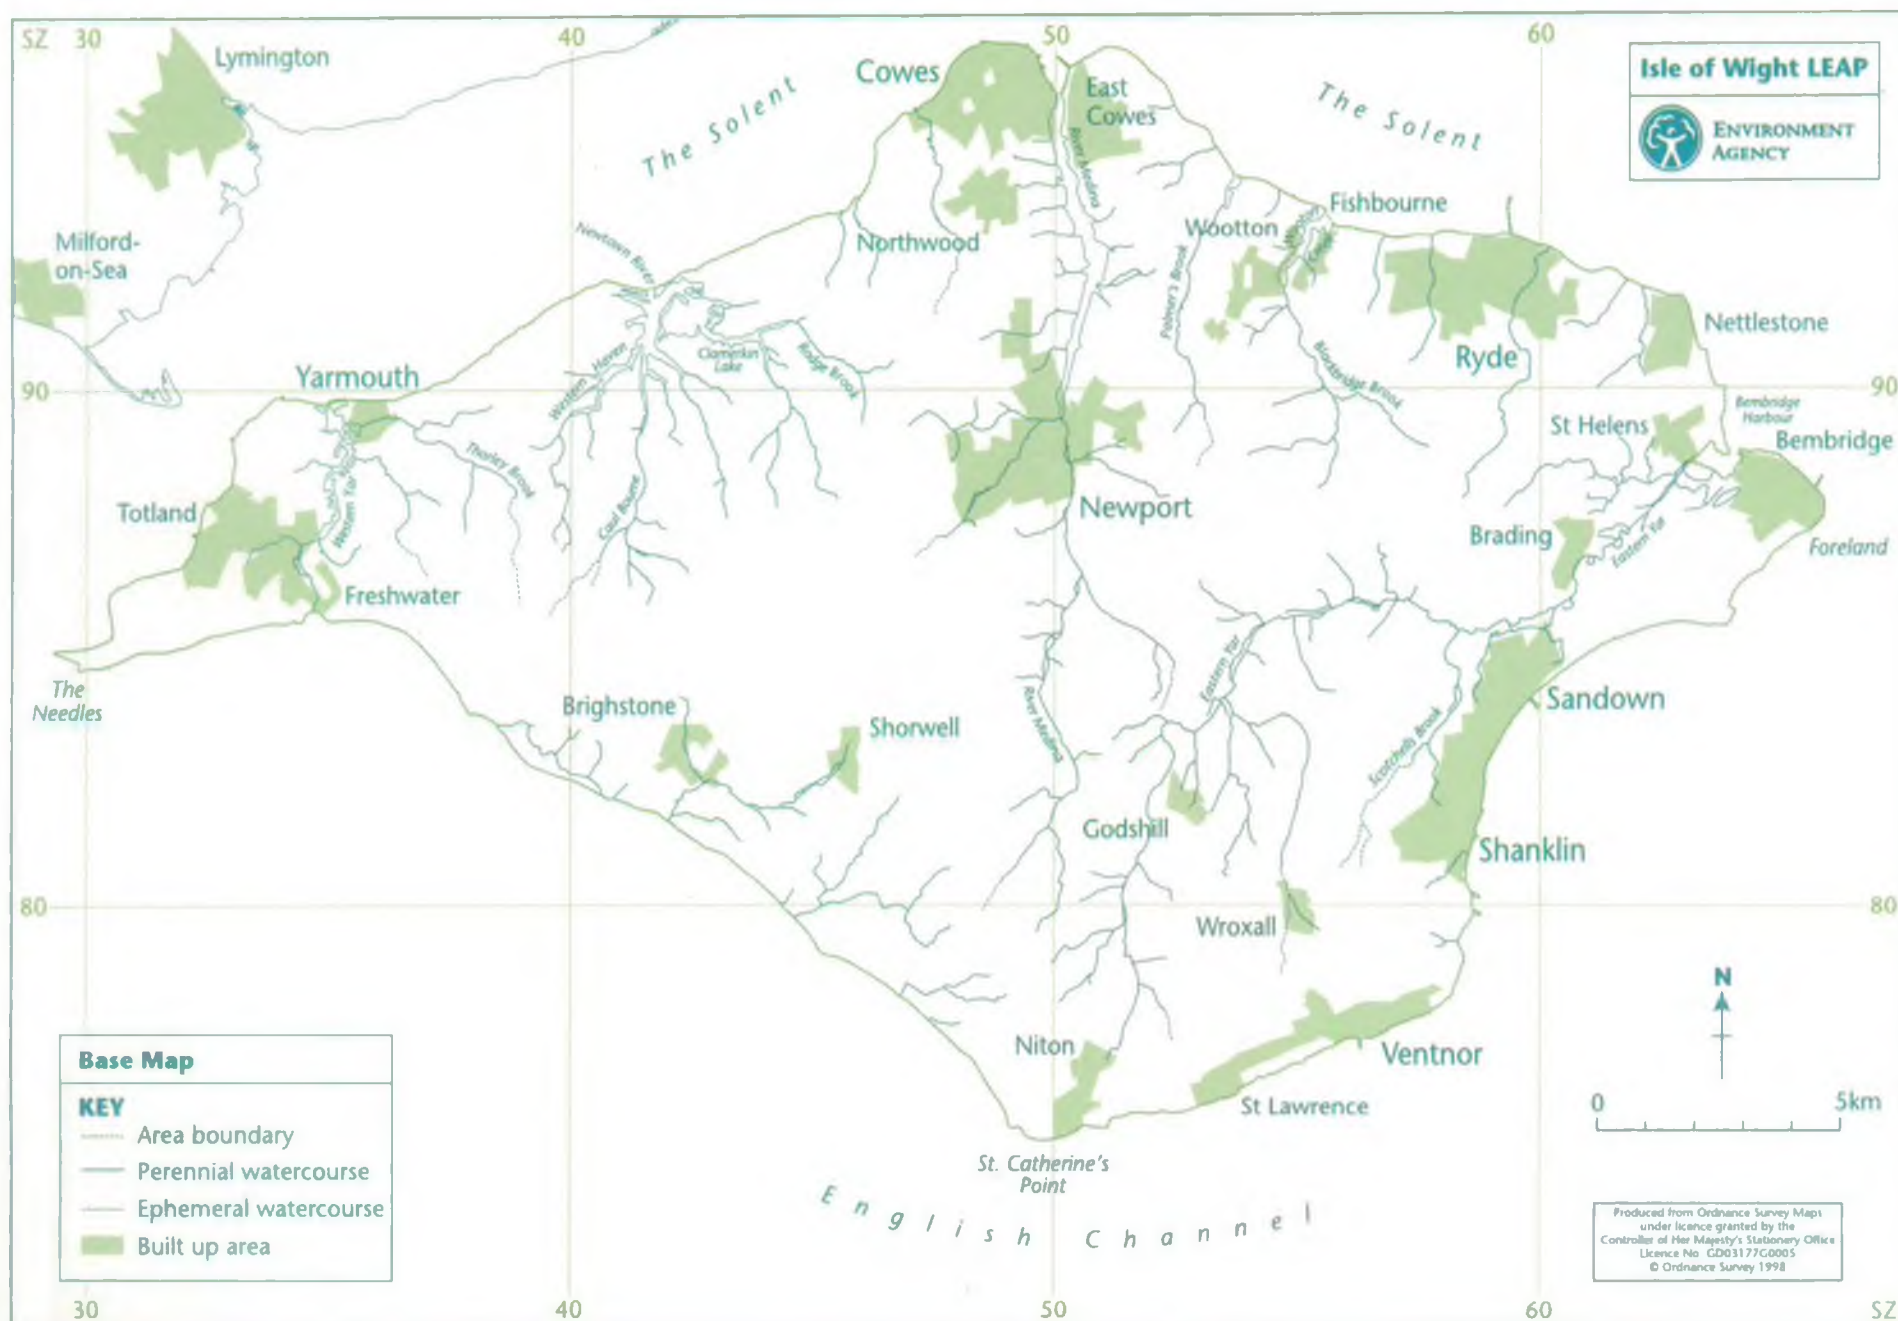 SZ 30 40 50 60
Lymington
Cowes
East
Cowes
The Solent
The Solent
Isle of Wight LEAP
ENVIRONMENT
AGENCY
River Medina
Milford-
on-Sea
Newtown River
Northwood
Wootton
Wootton
Creek
Fishbourne
Palmer's Brook
Nettlestone
Yarmouth
Western Haven
Clamerkin
Lake
Rodge Brook
Blackbridge Brook
Ryde
90 90
Bembridge
Harbour
St Helens
Bembridge
Thorley Brook
Totland
Western Yar
Caul Bourne
Newport
Brading
Eastern Yar
Foreland
Freshwater
The
Needles
Brighstone
Shorwell
River Medina
Eastern Yar
Scotchells Brook
Sandown
Godshill
Shanklin
80 80
Wroxall
N
Niton
Ventnor
St Lawrence
0 5km
St. Catherine's
Point
English Channel
Base Map
KEY
Area boundary
Perennial watercourse
Ephemeral watercourse
Built up area
Produced from Ordnance Survey Maps
under licence granted by the
Controller of Her Majesty's Stationery Office
Licence No GD03177G0005
© Ordnance Survey 1998
30 40 50 60 SZ